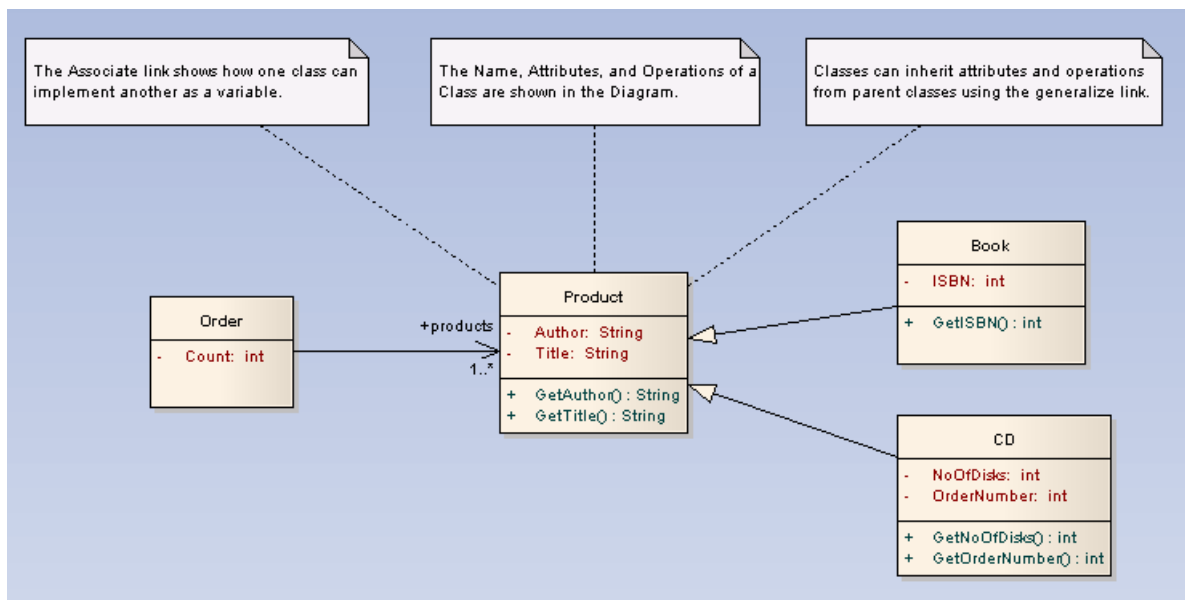 The Associate link shows how one class can
implement another as a variable.
The Name, Attributes, and Operations of a
Class are shown in the Diagram.
Classes can inherit attributes and operations
from parent classes using the generalize link.
Order
- Count: int
+products
1..*
Product
- Author: String
- Title: String
+ GetAuthor() : String
+ GetTitle() : String
Book
- ISBN: int
+ GetISBN() : int
CD
- NoOfDisks: int
- OrderNumber: int
+ GetNoOfDisks() : int
+ GetOrderNumber() : int